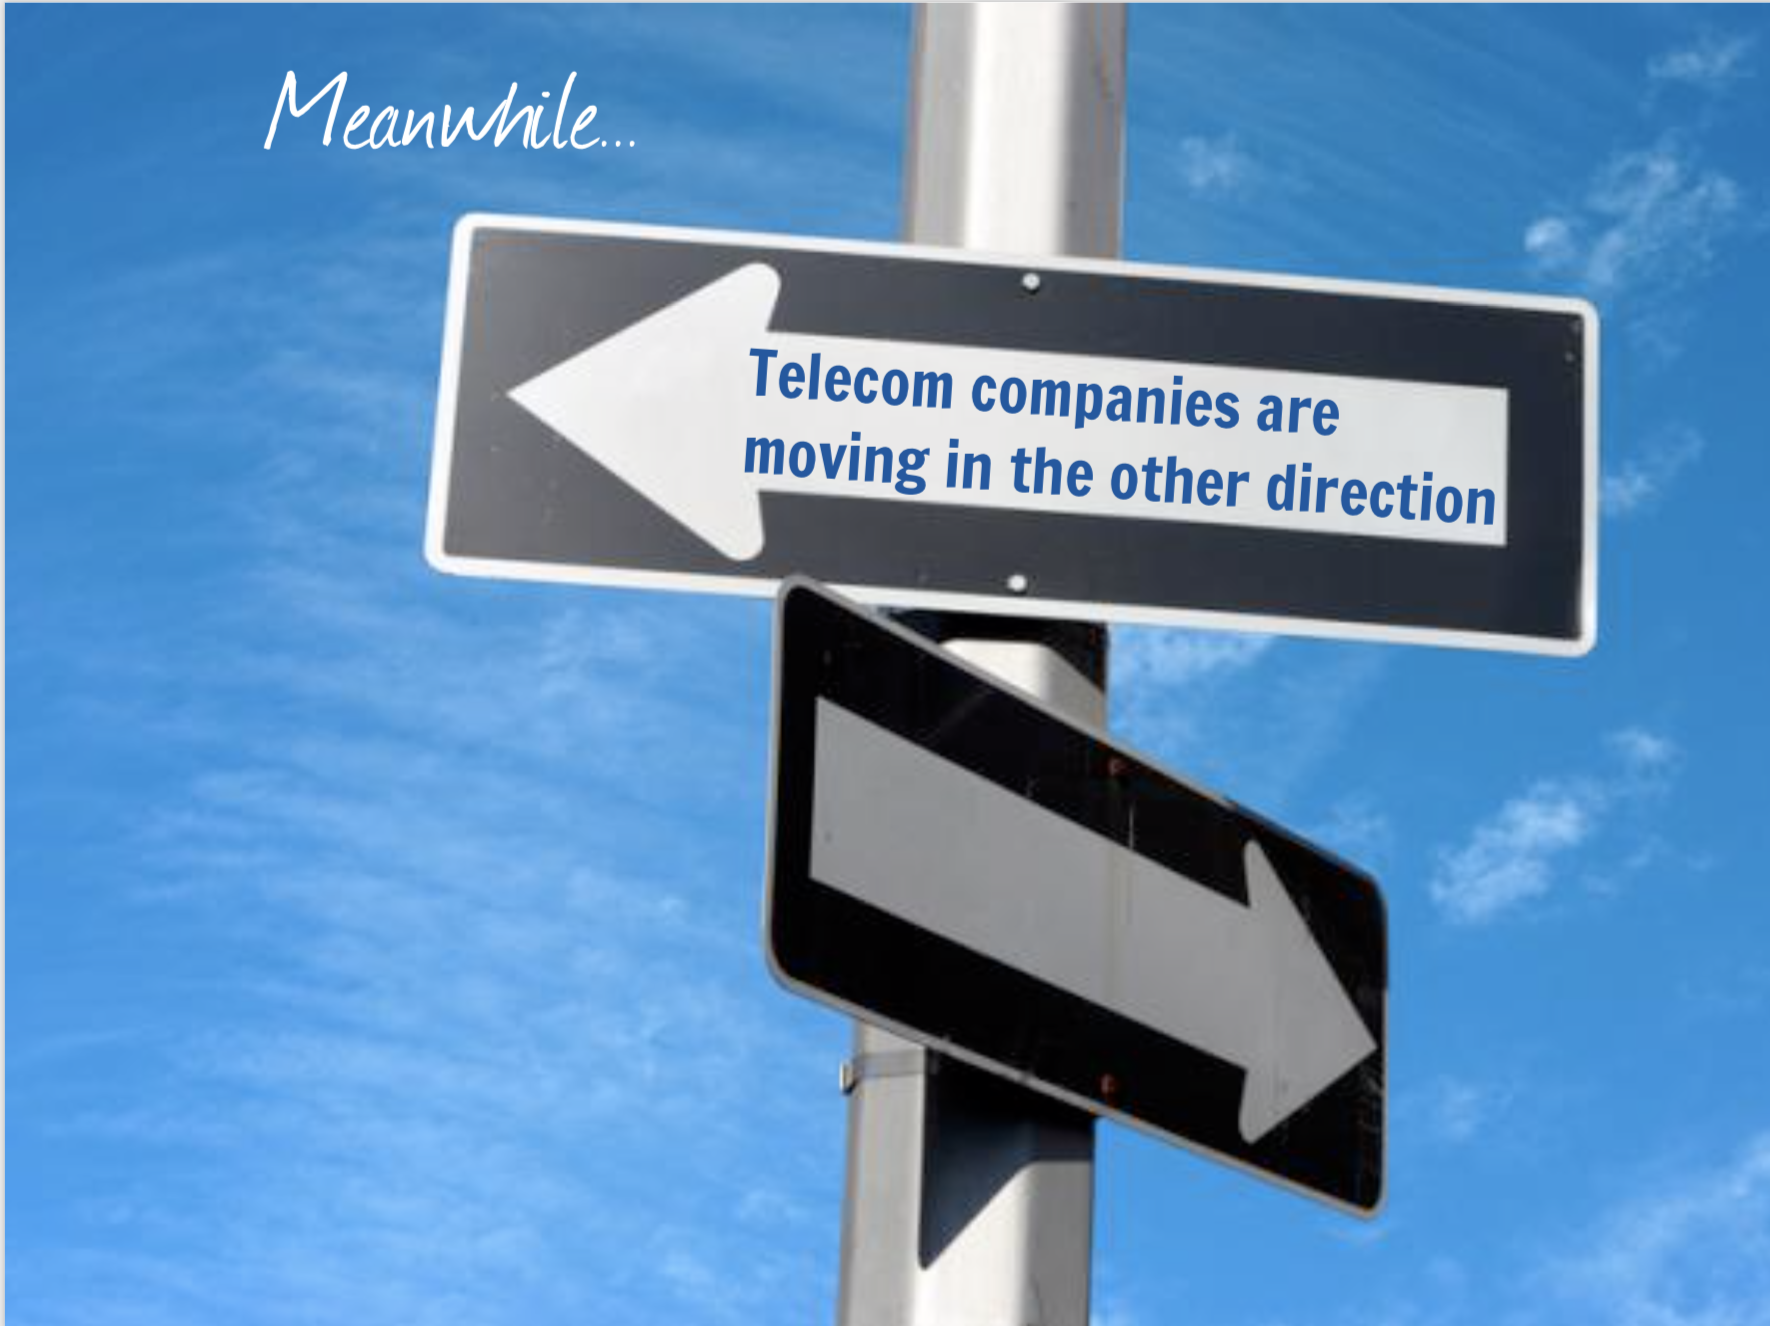 Meanwhile...
Telecom companies are
moving in the other direction